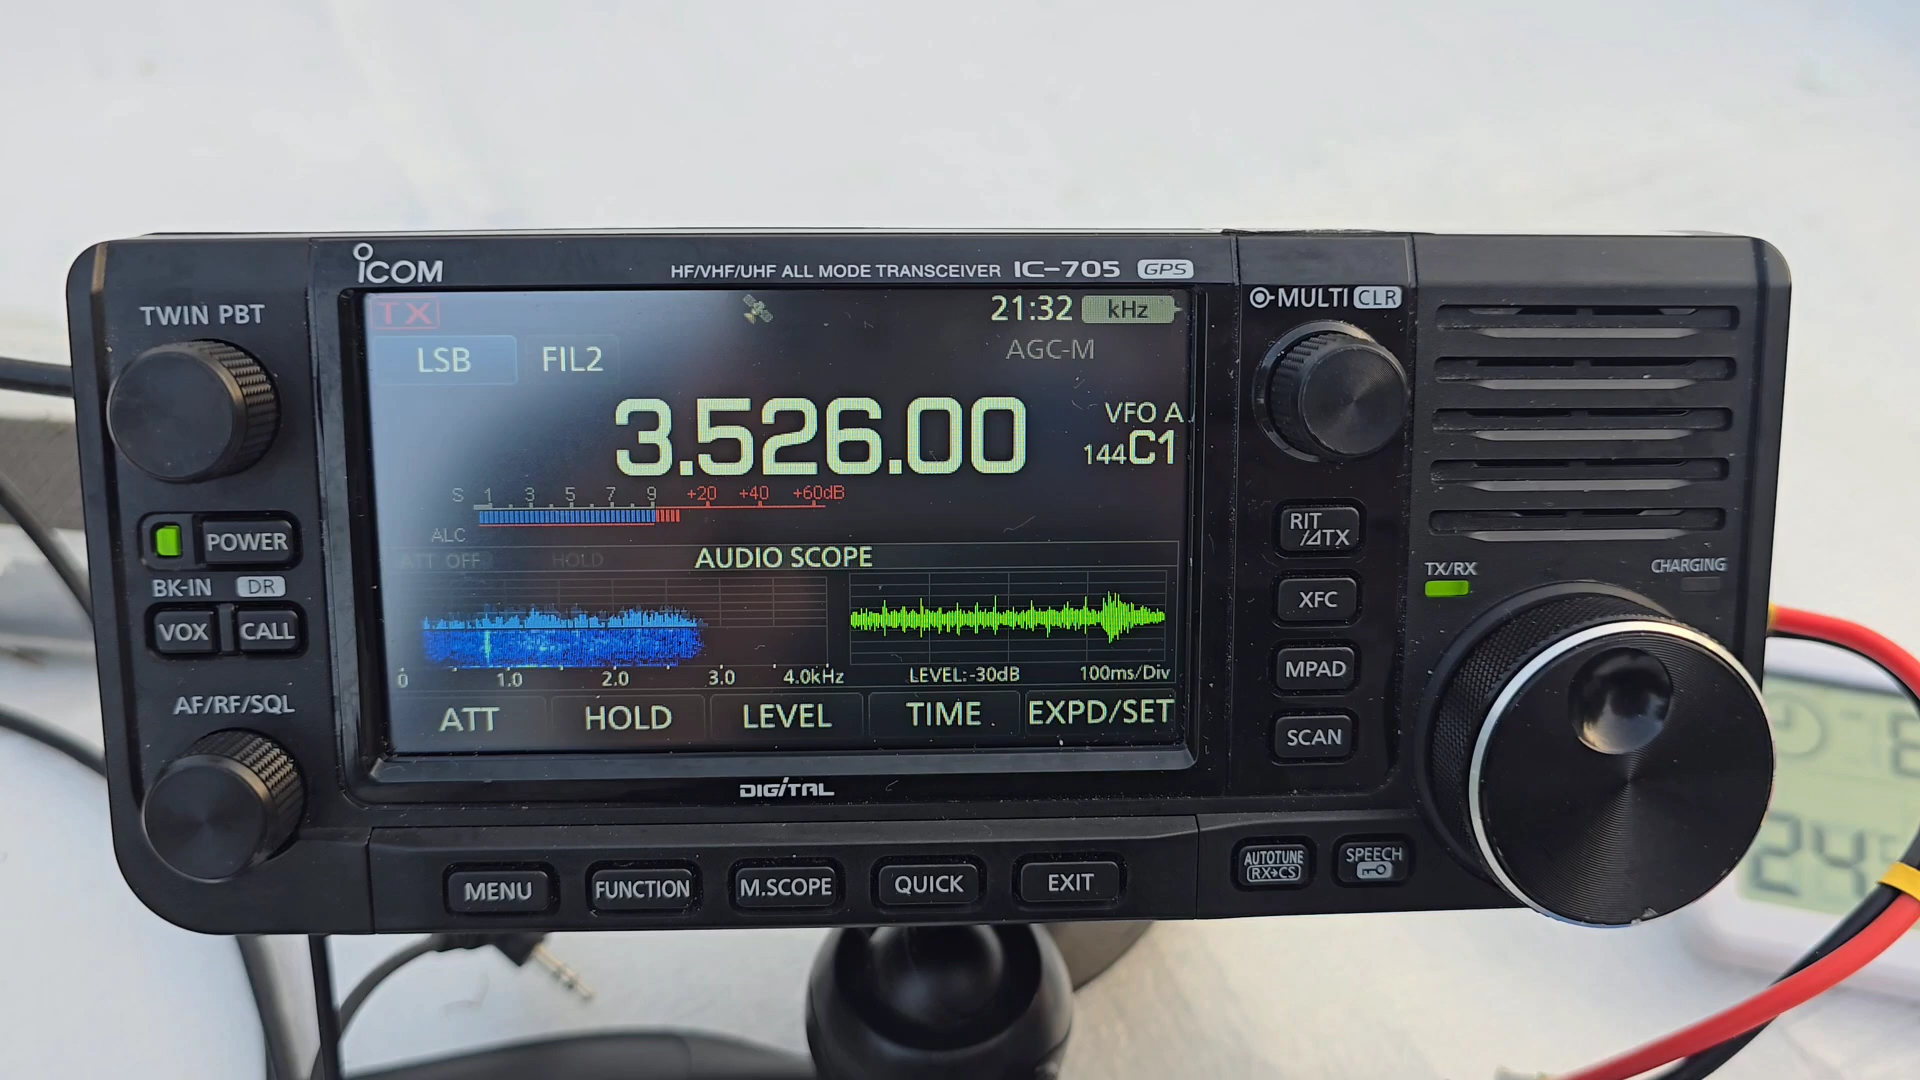 ICOM
HF/VHF/UHF ALL MODE TRANSCEIVER IC-705 GPS
TWIN PBT
TX
21:32 kHz
MULTI CLR
LSB FIL2
AGC-M
3.526.00
VFO A
144C1
S 1 3 5 7 9 +20 +40 +60dB
ALC
POWER
RIT
/⊿TX
ATT OFF HOLD
AUDIO SCOPE
TX/RX
CHARGING
BK-IN DR
VOX CALL
XFC
MPAD
0 1.0 2.0 3.0 4.0kHz
LEVEL:-30dB 100ms/Div
AF/RF/SQL
ATT HOLD LEVEL TIME EXPD/SET
SCAN
DIGITAL
MENU FUNCTION M.SCOPE QUICK EXIT
AUTOTUNE
RX→CS
SPEECH
24